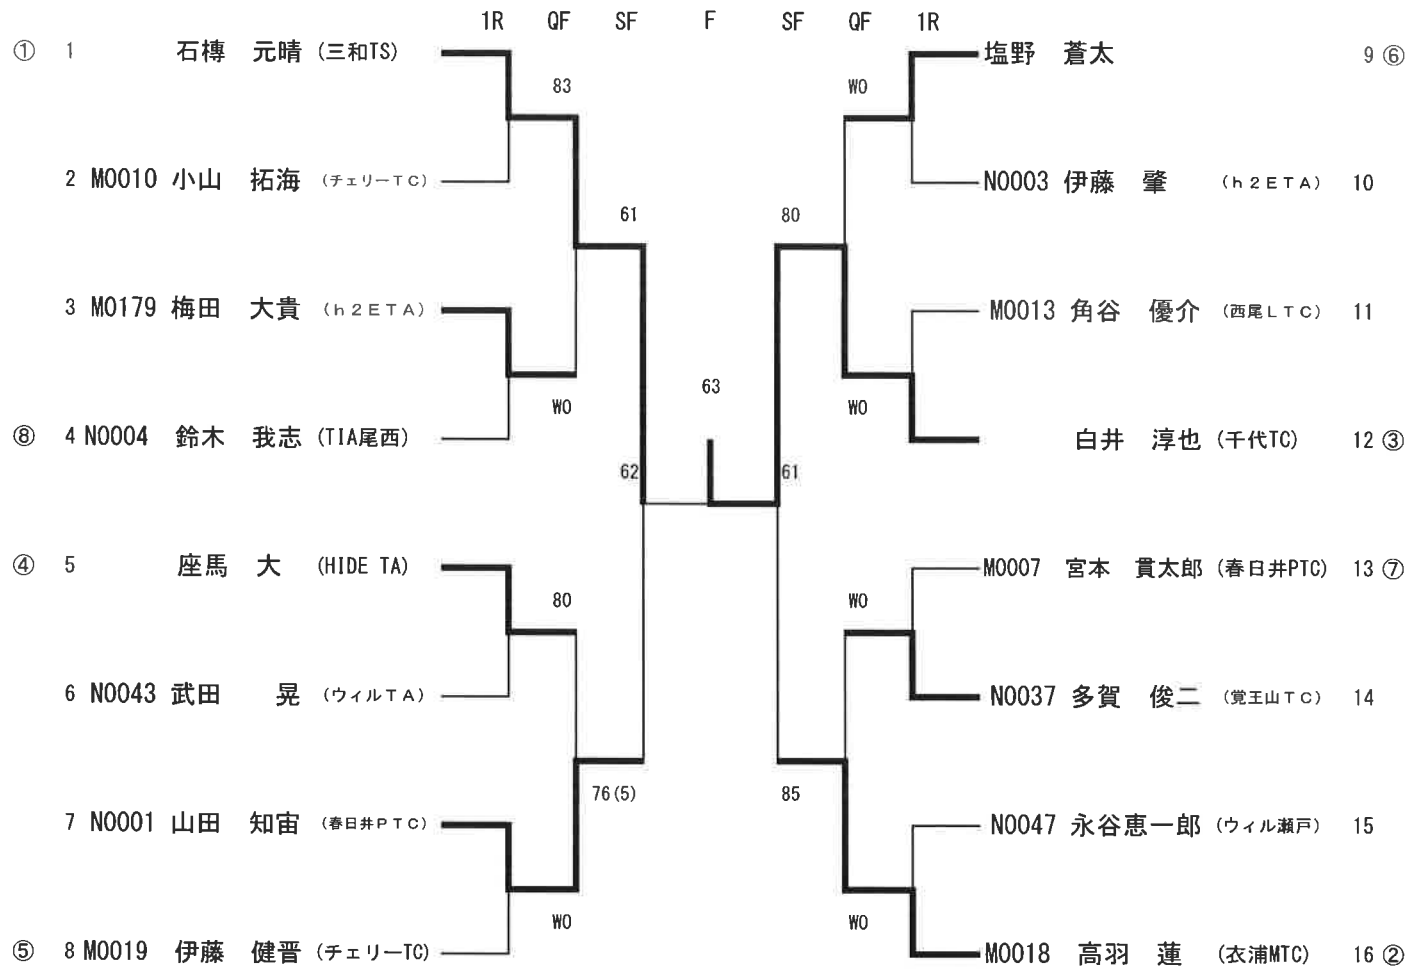 1R QF SF F SF QF 1R
① 1 石榑 元晴 (三和TS) 塩野 蒼太 9 ⑥
83 WO
2 M0010 小山 拓海 (チェリーTC) N0003 伊藤 肇 (h2ETA) 10
61 80
3 M0179 梅田 大貴 (h2ETA) M0013 角谷 優介 (西尾LTC) 11
63
WO WO
⑧ 4 N0004 鈴木 我志 (TIA尾西) 白井 淳也 (千代TC) 12 ③
62 61
④ 5 座馬 大 (HIDE TA) M0007 宮本 貫太郎 (春日井PTC) 13 ⑦
80 WO
6 N0043 武田 晃 (ウィルTA) N0037 多賀 俊二 (覚王山TC) 14
76(5) 85
7 N0001 山田 知宙 (春日井PTC) N0047 永谷恵一郎 (ウィル瀬戸) 15
WO WO
⑤ 8 M0019 伊藤 健晋 (チェリーTC) M0018 高羽 蓮 (衣浦MTC) 16 ②